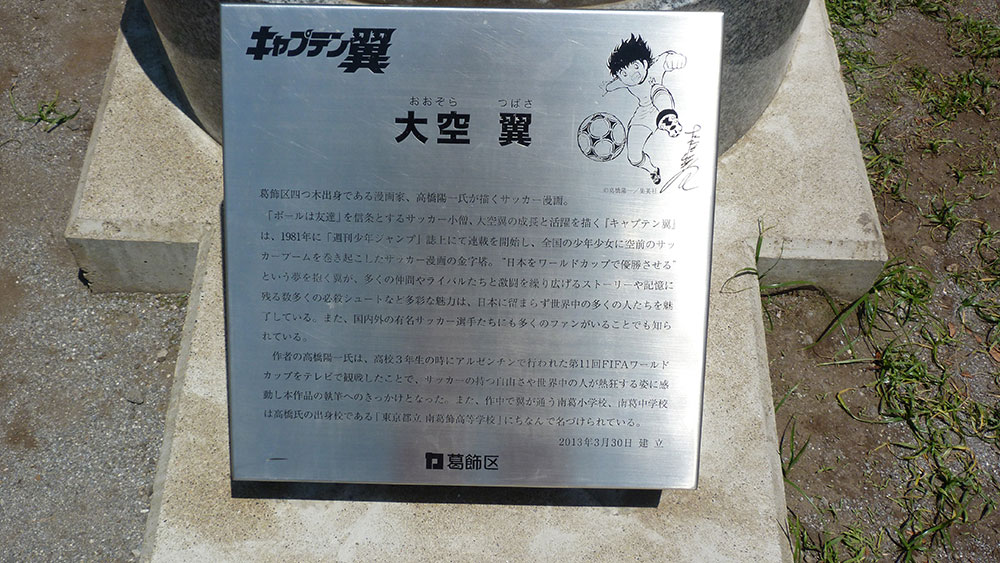 キャプテン翼
おおぞら つばさ
大空 翼
©高橋陽一/集英社
葛飾区四つ木出身である漫画家、高橋陽一氏が描くサッカー漫画。
「ボールは友達」を信条とするサッカー小僧、大空翼の成長と活躍を描く『キャプテン翼』
は、1981年に「週刊少年ジャンプ」誌上にて連載を開始し、全国の少年少女に空前のサッ
カーブームを巻き起こしたサッカー漫画の金字塔。"日本をワールドカップで優勝させる"
という夢を抱く翼が、多くの仲間やライバルたちと激闘を繰り広げるストーリーや記憶に
残る数多くの必殺シュートなど多彩な魅力は、日本に留まらず世界中の多くの人たちを魅
了している。また、国内外の有名サッカー選手たちにも多くのファンがいることでも知ら
れている。
作者の高橋陽一氏は、高校3年生の時にアルゼンチンで行われた第11回FIFAワールド
カップをテレビで観戦したことで、サッカーの持つ自由さや世界中の人が熱狂する姿に感
動し本作品の執筆へのきっかけとなった。また、作中で翼が通う南葛小学校、南葛中学校
は高橋氏の出身校である「東京都立 南葛飾高等学校」にちなんで名づけられている。
2013年3月30日 建 立
葛飾区